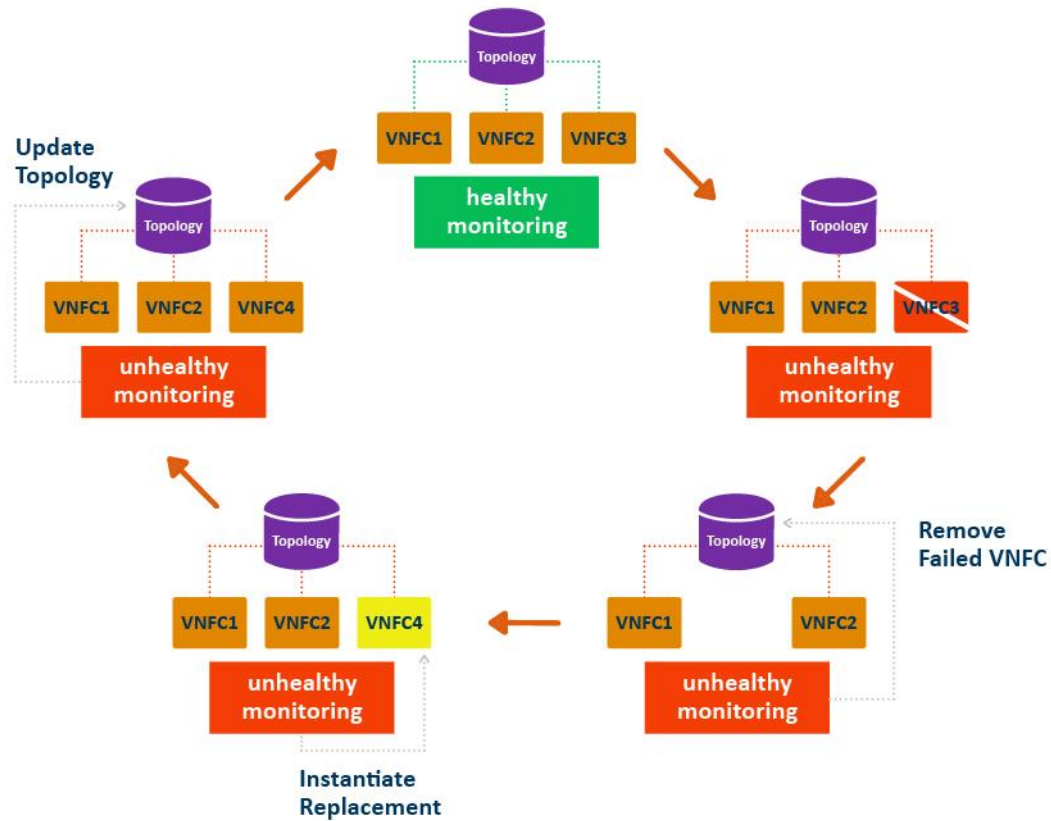 Topology
VNFC1 VNFC2 VNFC3
healthy
monitoring
Update
Topology
Topology
VNFC1 VNFC2 VNFC4
unhealthy
monitoring
Topology
VNFC1 VNFC2 VNFC3
unhealthy
monitoring
Topology
VNFC1 VNFC2 VNFC4
unhealthy
monitoring
Instantiate
Replacement
Topology
VNFC1 VNFC2
unhealthy
monitoring
Remove
Failed VNFC